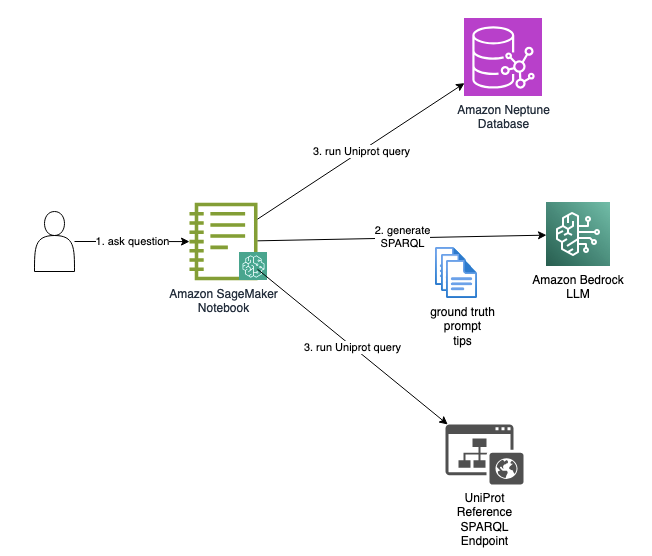 Amazon Neptune
Database
3. run Uniprot query
1. ask question
2. generate
SPARQL
Amazon SageMaker
Notebook
Amazon Bedrock
LLM
ground truth
prompt
tips
3. run Uniprot query
UniProt
Reference
SPARQL
Endpoint